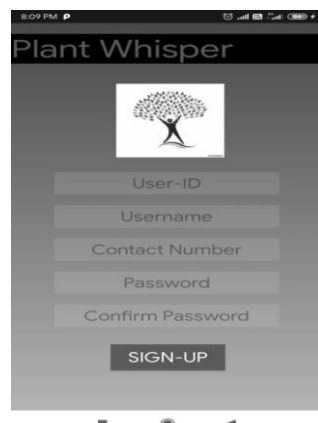 8:09 PM
Plant Whisper
User-ID
Username
Contact Number
Password
Confirm Password
SIGN-UP